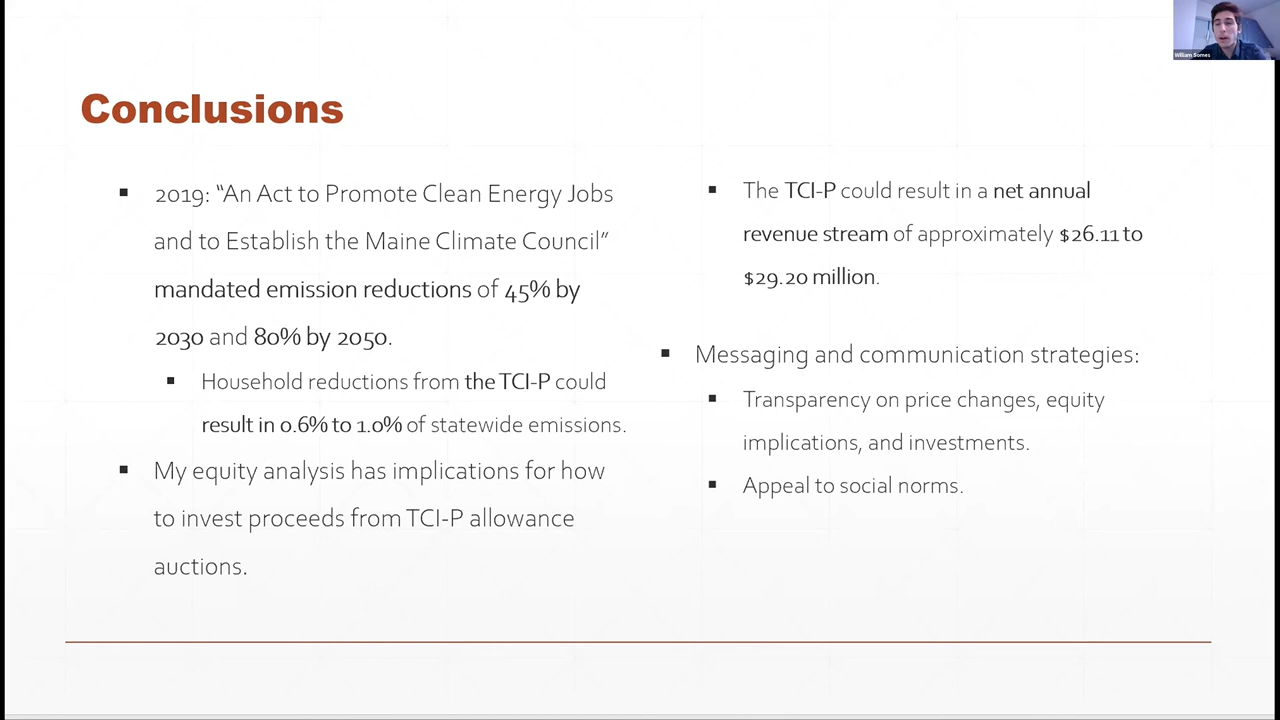 Conclusions
▪ 2019: “An Act to Promote Clean Energy Jobs
and to Establish the Maine Climate Council”
mandated emission reductions of 45% by
2030 and 80% by 2050.
▪ Household reductions from the TCI-P could
result in 0.6% to 1.0% of statewide emissions.
▪ My equity analysis has implications for how
to invest proceeds from TCI-P allowance
auctions.
▪ The TCI-P could result in a net annual
revenue stream of approximately $26.11 to
$29.20 million.
▪ Messaging and communication strategies:
▪ Transparency on price changes, equity
implications, and investments.
▪ Appeal to social norms.
William Somes